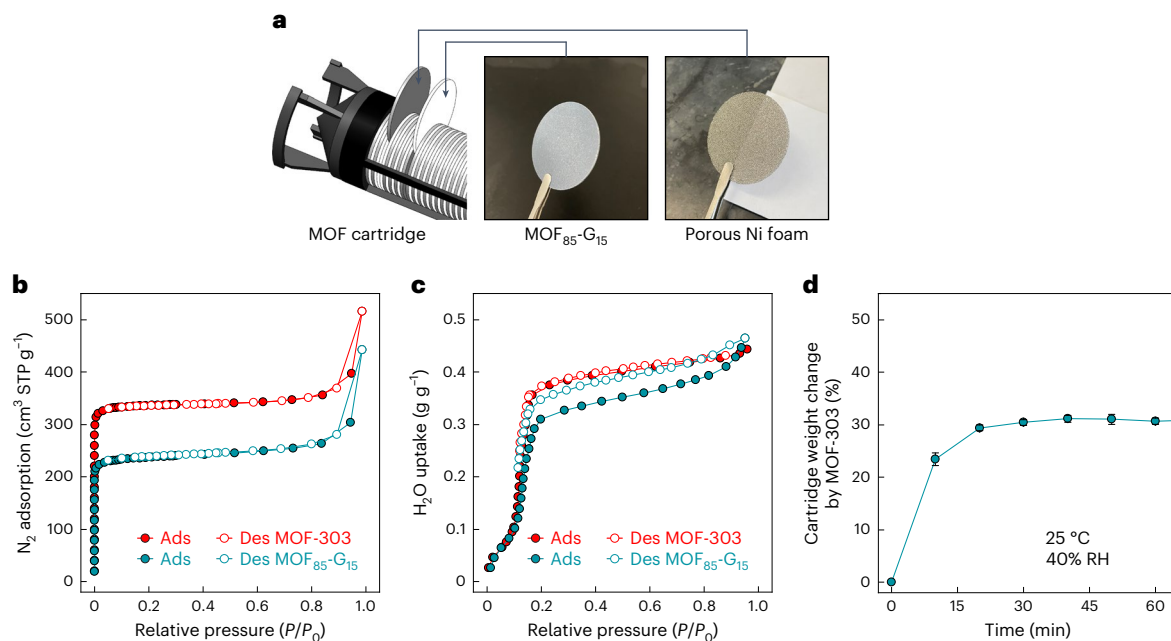 a
MOF cartridge
MOF₈₅-G₁₅
Porous Ni foam
b
N₂ adsorption (cm³ STP g⁻¹)
500
400
300
200
100
0
Ads
Des MOF-303
Ads
Des MOF₈₅-G₁₅
0
0.2
0.4
0.6
0.8
1.0
Relative pressure (P/P₀)
c
H₂O uptake (g g⁻¹)
0.5
0.4
0.3
0.2
0.1
0
Ads
Des MOF-303
Ads
Des MOF₈₅-G₁₅
0
0.2
0.4
0.6
0.8
1.0
Relative pressure (P/P₀)
d
Cartridge weight change
by MOF-303 (%)
50
40
30
20
10
0
25 °C
40% RH
0
15
30
45
60
Time (min)